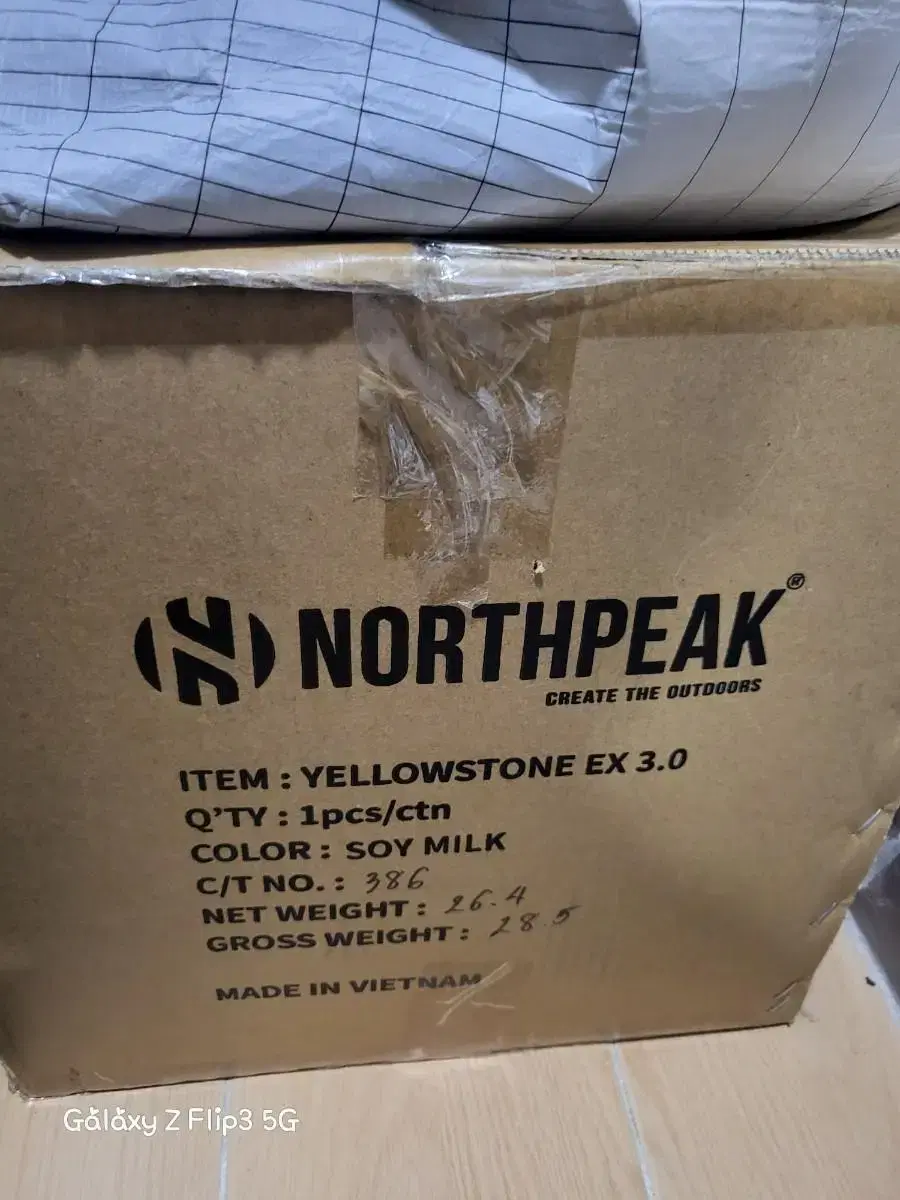 NORTHPEAK®
CREATE THE OUTDOORS
ITEM : YELLOWSTONE EX 3.0
Q'TY : 1pcs/ctn
COLOR : SOY MILK
C/T NO. : 386
NET WEIGHT : 26.4
GROSS WEIGHT : 28.5
MADE IN VIETNAM
Galaxy Z Flip3 5G